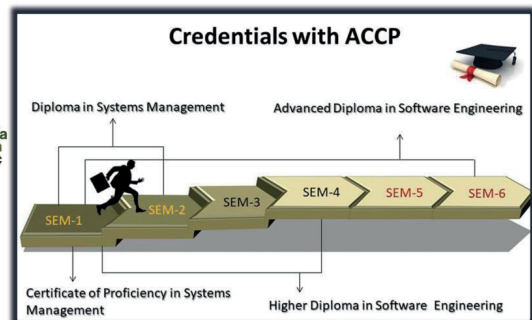 Credentials with ACCP
Diploma in Systems Management
Advanced Diploma in Software Engineering
SEM-1
SEM-2
SEM-3
SEM-4
SEM-5
SEM-6
Certificate of Proficiency in Systems
Management
Higher Diploma in Software Engineering